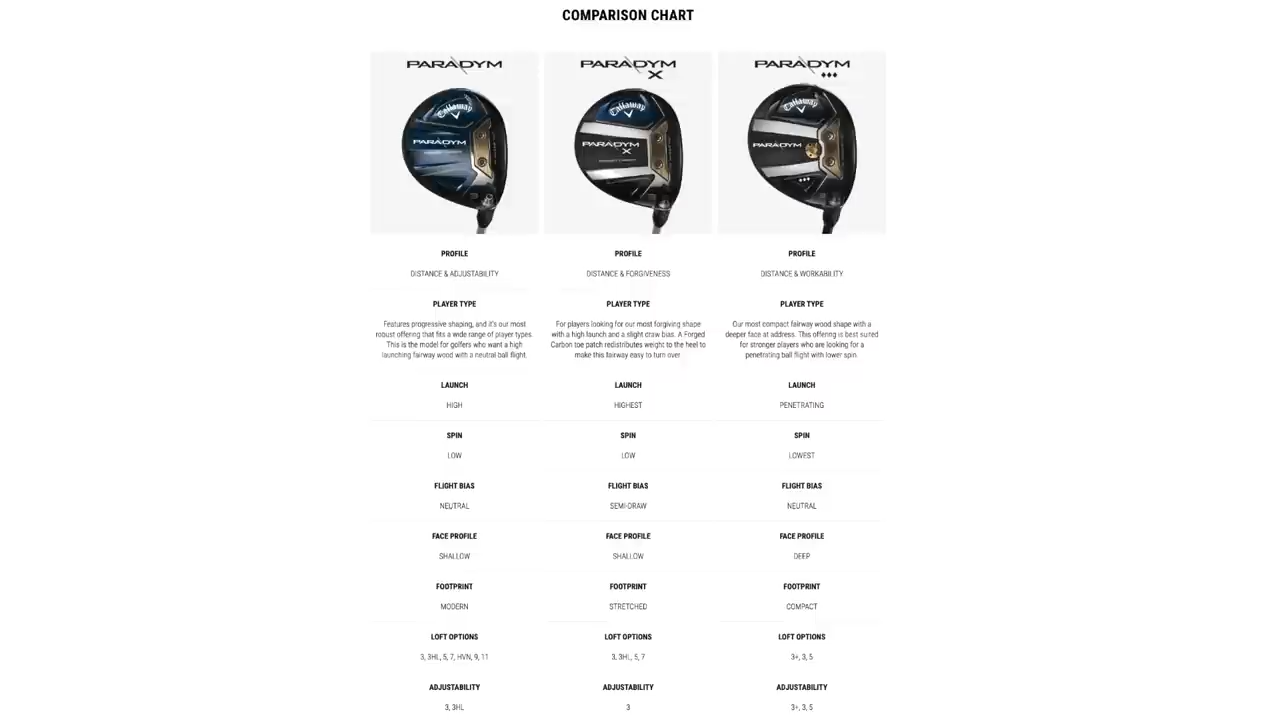 COMPARISON CHART
PARADYM
Callaway
PARADYM
PROFILE
DISTANCE & ADJUSTABILITY
PLAYER TYPE
Features progressive shaping, and it's our most
robust offering that fits a wide range of player types.
This is the model for golfers who want a high
launching fairway wood with a neutral ball flight.
LAUNCH
HIGH
SPIN
LOW
FLIGHT BIAS
NEUTRAL
FACE PROFILE
SHALLOW
FOOTPRINT
MODERN
LOFT OPTIONS
3, 3HL, 5, 7, HVN, 9, 11
ADJUSTABILITY
3, 3HL
PARADYM
X
Callaway
PARADYM
X
PROFILE
DISTANCE & FORGIVENESS
PLAYER TYPE
For players looking for our most forgiving shape
with a high launch and a slight craw bias. A Forged
Carbon toe patch redistributes weight to the heel to
make this fairway easy to turn over
LAUNCH
HIGHEST
SPIN
LOW
FLIGHT BIAS
SEMI-DRAW
FACE PROFILE
SHALLOW
FOOTPRINT
STRETCHED
LOFT OPTIONS
3, 3HL, 5, 7
ADJUSTABILITY
3
PARADYM
Callaway
PARADYM
PROFILE
DISTANCE & WORKABILITY
PLAYER TYPE
Our most compact fairway wood shape with a
deeper face at address. This offering is best suited
for stronger players who are looking for a
penetrating ball flight with lower spin
LAUNCH
PENETRATING
SPIN
LOWEST
FLIGHT BIAS
NEUTRAL
FACE PROFILE
DEEP
FOOTPRINT
COMPACT
LOFT OPTIONS
3+, 3, 5
ADJUSTABILITY
3+, 3, 5